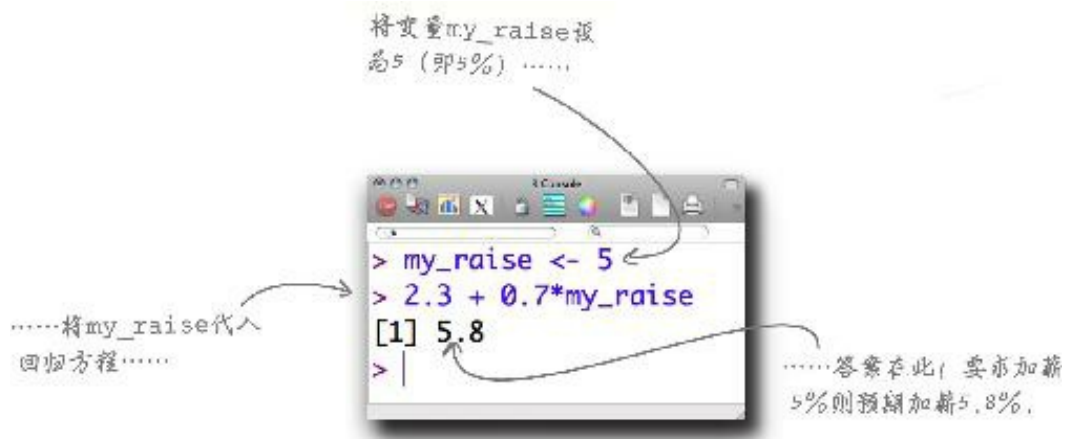 将变量my_raise设
为5（即5%）……
R Console
> my_raise <- 5
> 2.3 + 0.7*my_raise
[1] 5.8
>
……将my_raise代入
回归方程……
……答案在此！要求加薪
5%则预期加薪5.8%.